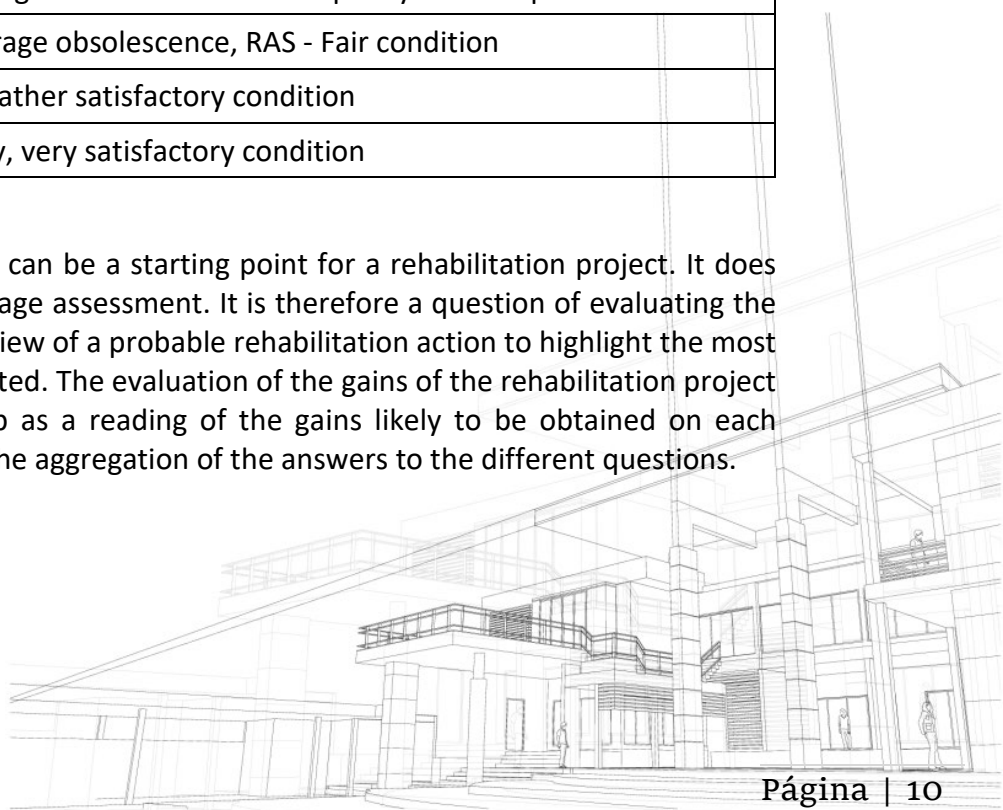 rage obsolescence, RAS - Fair condition
ather satisfactory condition
, very satisfactory condition
can be a starting point for a rehabilitation project. It does
age assessment. It is therefore a question of evaluating the
iew of a probable rehabilitation action to highlight the most
ted. The evaluation of the gains of the rehabilitation project
as a reading of the gains likely to be obtained on each
he aggregation of the answers to the different questions.
Página | 10